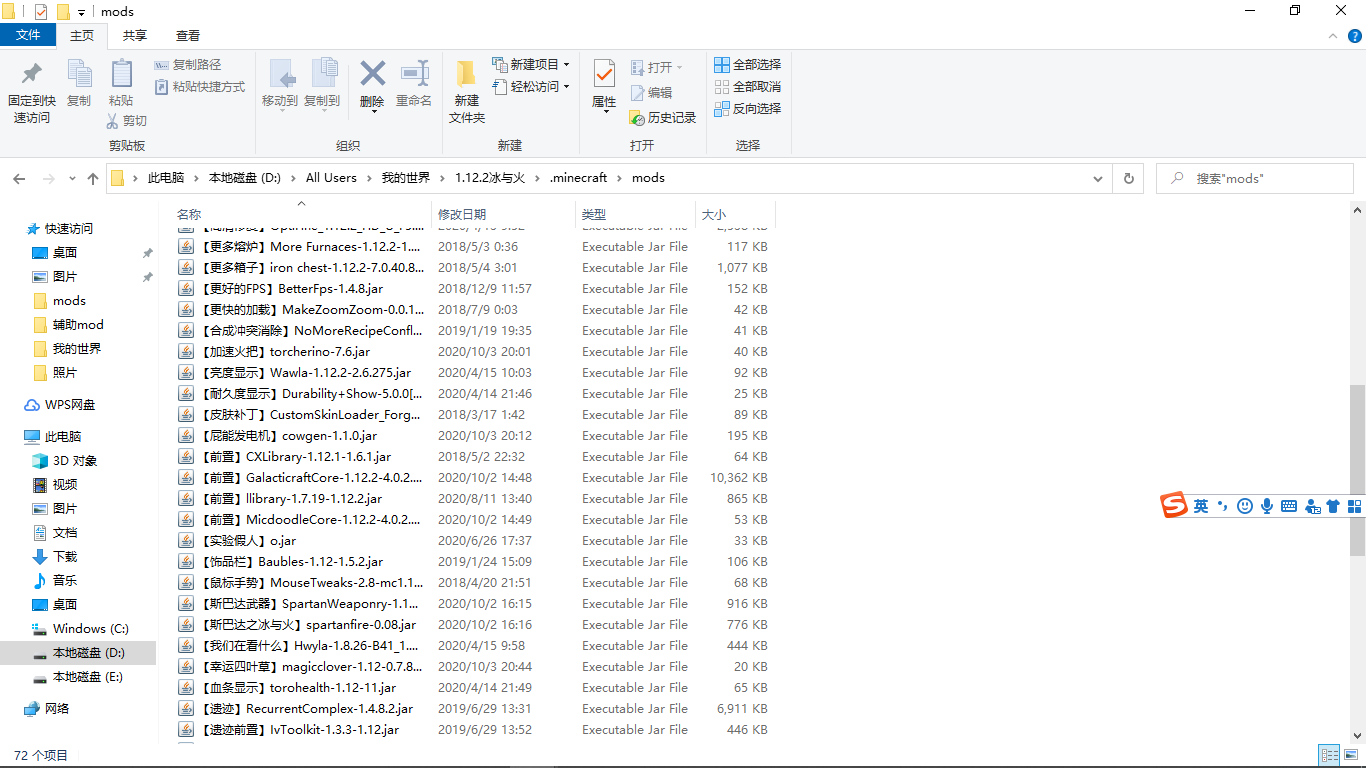 mods
文件 主页 共享 查看
固定到快速访问
复制
粘贴
复制路径
粘贴快捷方式
剪切
剪贴板
移动到 复制到 删除 重命名
组织
新建文件夹
新建项目
轻松访问
新建
属性
打开
编辑
历史记录
打开
全部选择
全部取消
反向选择
选择
此电脑 › 本地磁盘 (D:) › All Users › 我的世界 › 1.12.2冰与火 › .minecraft › mods
搜索"mods"
快速访问
桌面
图片
mods
辅助mod
我的世界
照片
WPS网盘
此电脑
3D 对象
视频
图片
文档
下载
音乐
桌面
Windows (C:)
本地磁盘 (D:)
本地磁盘 (E:)
网络
名称 修改日期 类型 大小
【更多熔炉】More Furnaces-1.12.2-1.... 2018/5/3 0:36 Executable Jar File 117 KB
【更多箱子】iron chest-1.12.2-7.0.40.8... 2018/5/4 3:01 Executable Jar File 1,077 KB
【更好的FPS】BetterFps-1.4.8.jar 2018/12/9 11:57 Executable Jar File 152 KB
【更快的加载】MakeZoomZoom-0.0.1... 2018/7/9 0:03 Executable Jar File 42 KB
【合成冲突消除】NoMoreRecipeConfl... 2019/1/19 19:35 Executable Jar File 41 KB
【加速火把】torcherino-7.6.jar 2020/10/3 20:01 Executable Jar File 40 KB
【亮度显示】Wawla-1.12.2-2.6.275.jar 2020/4/15 10:03 Executable Jar File 92 KB
【耐久度显示】Durability+Show-5.0.0[... 2020/4/14 21:46 Executable Jar File 25 KB
【皮肤补丁】CustomSkinLoader_Forg... 2018/3/17 1:42 Executable Jar File 89 KB
【屁能发电机】cowgen-1.1.0.jar 2020/10/3 20:12 Executable Jar File 195 KB
【前置】CXLibrary-1.12.1-1.6.1.jar 2018/5/2 22:32 Executable Jar File 64 KB
【前置】GalacticraftCore-1.12.2-4.0.2.... 2020/10/2 14:48 Executable Jar File 10,362 KB
【前置】llibrary-1.7.19-1.12.2.jar 2020/8/11 13:40 Executable Jar File 865 KB
【前置】MicdoodleCore-1.12.2-4.0.2.... 2020/10/2 14:49 Executable Jar File 53 KB
【实验假人】o.jar 2020/6/26 17:37 Executable Jar File 33 KB
【饰品栏】Baubles-1.12-1.5.2.jar 2019/1/24 15:09 Executable Jar File 106 KB
【鼠标手势】MouseTweaks-2.8-mc1.1... 2018/4/20 21:51 Executable Jar File 68 KB
【斯巴达武器】SpartanWeaponry-1.1... 2020/10/2 16:15 Executable Jar File 916 KB
【斯巴达之冰与火】spartanfire-0.08.jar 2020/10/2 16:16 Executable Jar File 776 KB
【我们在看什么】Hwyla-1.8.26-B41_1.... 2020/4/15 9:58 Executable Jar File 444 KB
【幸运四叶草】magicclover-1.12-0.7.8... 2020/10/3 20:44 Executable Jar File 20 KB
【血条显示】torohealth-1.12-11.jar 2020/4/14 21:49 Executable Jar File 65 KB
【遗迹】RecurrentComplex-1.4.8.2.jar 2019/6/29 13:31 Executable Jar File 6,911 KB
【遗迹前置】IvToolkit-1.3.3-1.12.jar 2019/6/29 13:52 Executable Jar File 446 KB
英
72 个项目